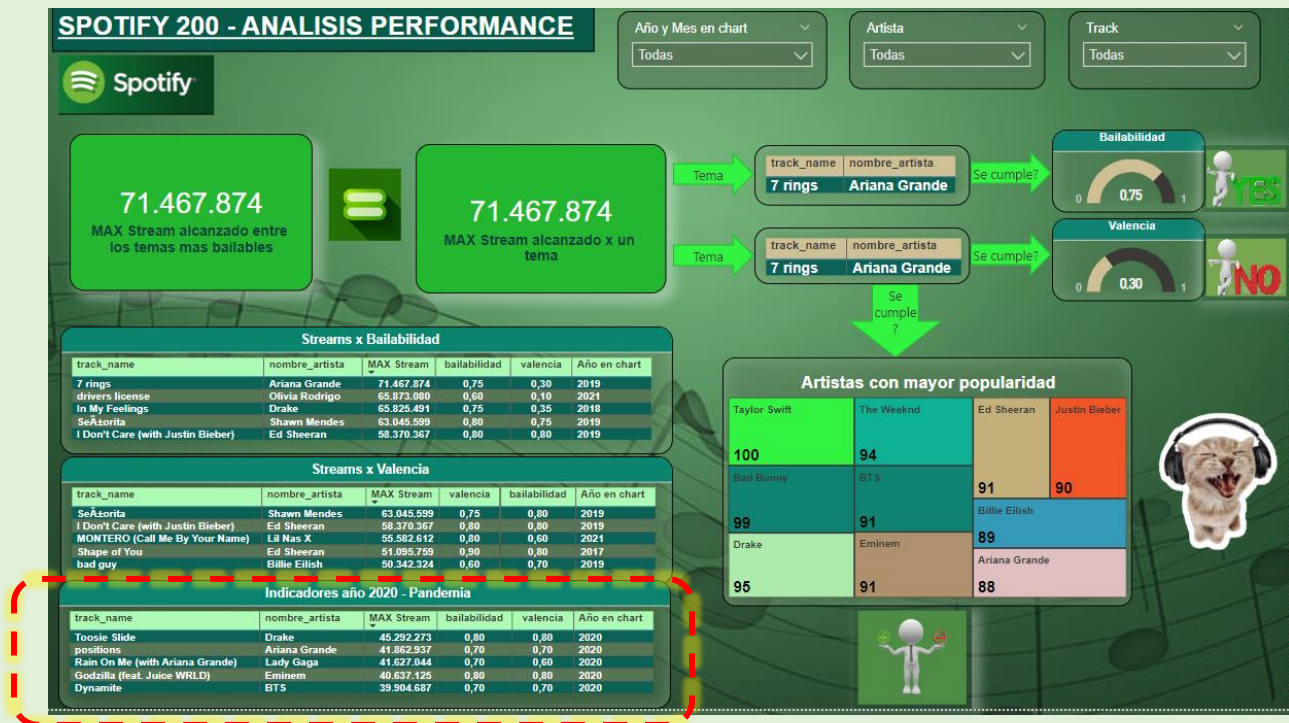 SPOTIFY 200 - ANALISIS PERFORMANCE
Año y Mes en chart
Todas
Artista
Todas
Track
Todas
Spotify
71.467.874
MAX Stream alcanzado entre
los temas mas bailables
71.467.874
MAX Stream alcanzado x un
tema
Tema
track_name nombre_artista
7 rings Ariana Grande
Se cumple?
Bailabilidad
0 0.75 1
YES
Tema
track_name nombre_artista
7 rings Ariana Grande
Se cumple?
Valencia
0 0.30 1
NO
Se
cumple
?
Streams x Bailabilidad
track_name nombre_artista MAX Stream bailabilidad valencia Año en chart
7 rings Ariana Grande 71.467.874 0,75 0,30 2019
drivers license Olivia Rodrigo 65.873.080 0,60 0,10 2021
In My Feelings Drake 65.825.491 0,75 0,35 2018
SeÃ±orita Shawn Mendes 63.045.599 0,80 0,75 2019
I Don't Care (with Justin Bieber) Ed Sheeran 58.370.367 0,80 0,80 2019
Streams x Valencia
track_name nombre_artista MAX Stream valencia bailabilidad Año en chart
SeÃ±orita Shawn Mendes 63.045.599 0,75 0,80 2019
I Don't Care (with Justin Bieber) Ed Sheeran 58.370.367 0,80 0,80 2019
MONTERO (Call Me By Your Name) Lil Nas X 55.582.612 0,80 0,60 2021
Shape of You Ed Sheeran 51.095.759 0,90 0,80 2017
bad guy Billie Eilish 50.342.324 0,60 0,70 2019
Indicadores año 2020 - Pandemia
track_name nombre_artista MAX Stream bailabilidad valencia Año en chart
Toosie Slide Drake 45.292.273 0,80 0,80 2020
positions Ariana Grande 41.862.937 0,70 0,70 2020
Rain On Me (with Ariana Grande) Lady Gaga 41.627.044 0,70 0,60 2020
Godzilla (feat. Juice WRLD) Eminem 40.637.125 0,80 0,80 2020
Dynamite BTS 39.904.687 0,70 0,70 2020
Artistas con mayor popularidad
Taylor Swift
100
Bad Bunny
99
Drake
95
The Weeknd
94
BTS
91
Eminem
91
Ed Sheeran
91
Justin Bieber
90
Billie Eilish
89
Ariana Grande
88